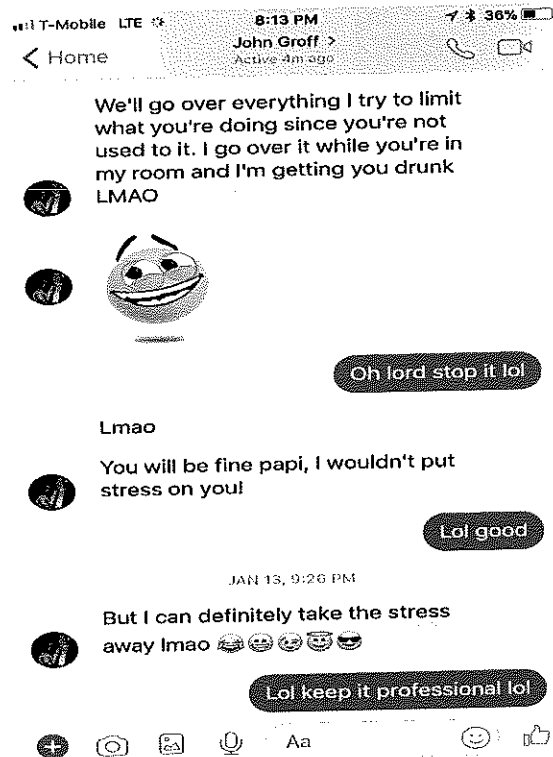 T-Mobile LTE 8:13 PM 36%
Home John Groff >
Active 4m ago
We'll go over everything I try to limit
what you're doing since you're not
used to it. I go over it while you're in
my room and I'm getting you drunk
LMAO
Oh lord stop it lol
Lmao
You will be fine papi, I wouldn't put
stress on you!
Lol good
JAN 13, 9:26 PM
But I can definitely take the stress
away lmao 😂😁😉😇😎
Lol keep it professional lol
Aa